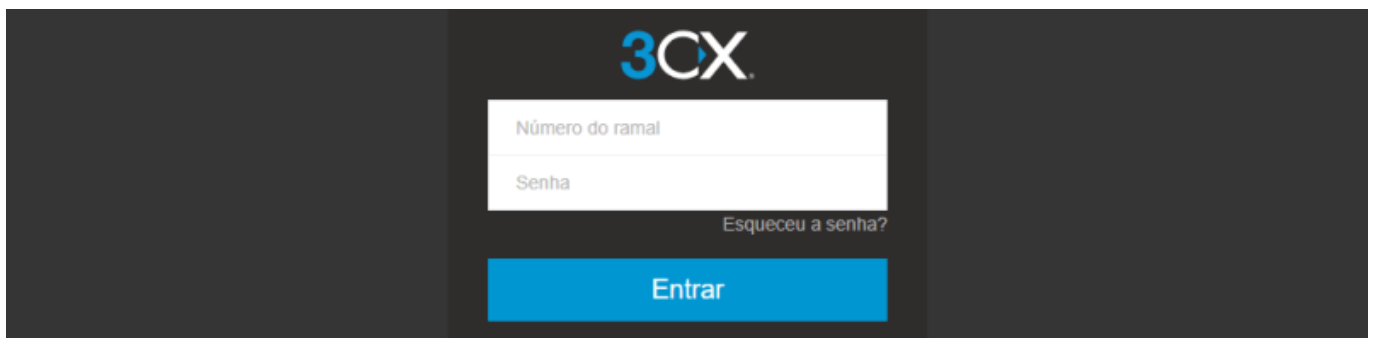 3CX
Número do ramal
Senha
Esqueceu a senha?
Entrar